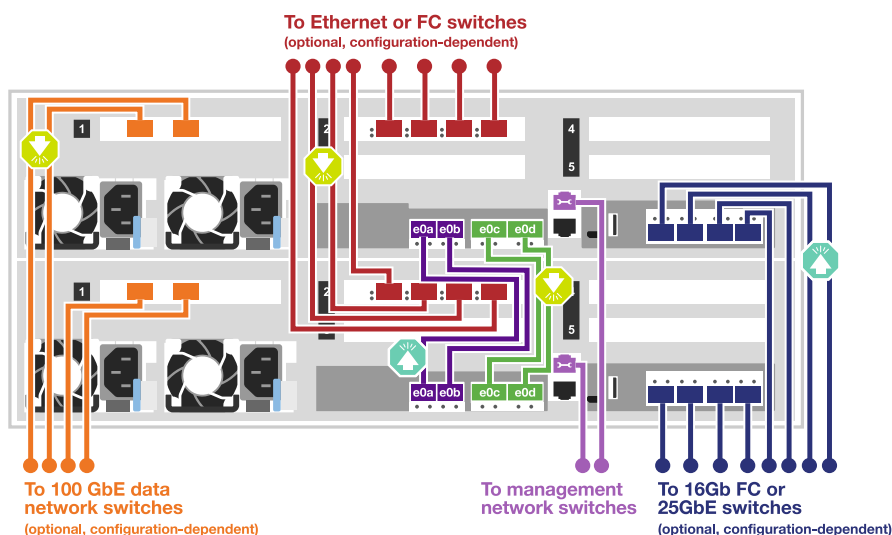 To Ethernet or FC switches
(optional, configuration-dependent)
1
2
4
5
e0a e0b e0c e0d
1
2
5
e0a e0b e0c e0d
To 100 GbE data
network switches
(optional, configuration-dependent)
To management
network switches
To 16Gb FC or
25GbE switches
(optional, configuration-dependent)